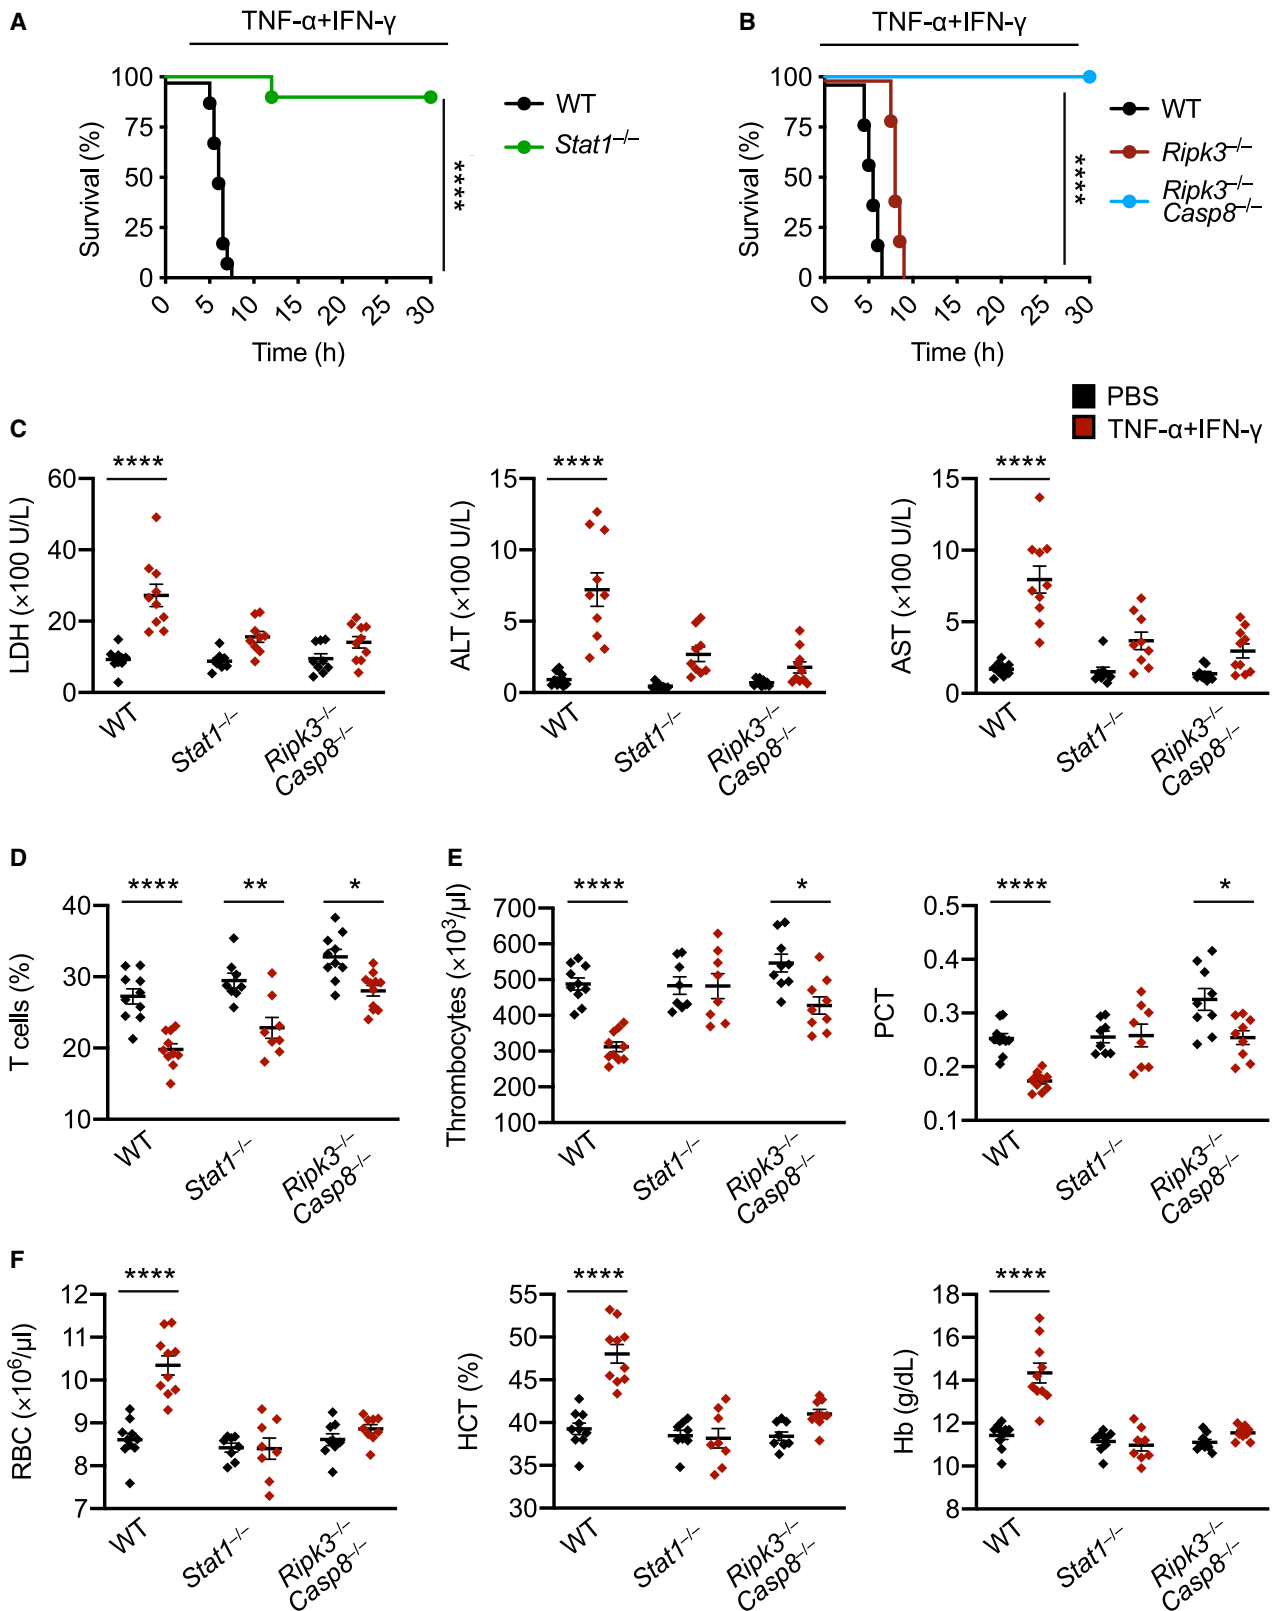 A
TNF-α+IFN-γ
Survival (%)
100
75
50
25
0
0 5 10 15 20 25 30
Time (h)
WT
Stat1–/–
****
B
TNF-α+IFN-γ
Survival (%)
100
75
50
25
0
0 5 10 15 20 25 30
Time (h)
WT
Ripk3–/–
Ripk3–/–
Casp8–/–
****
PBS
TNF-α+IFN-γ
C
LDH (×100 U/L)
60
40
20
0
****
WT
Stat1–/–
Ripk3–/–
Casp8–/–
ALT (×100 U/L)
15
10
5
0
****
WT
Stat1–/–
Ripk3–/–
Casp8–/–
AST (×100 U/L)
15
10
5
0
****
WT
Stat1–/–
Ripk3–/–
Casp8–/–
D
T cells (%)
40
30
20
10
**** ** *
WT
Stat1–/–
Ripk3–/–
Casp8–/–
E
Thrombocytes (×10³/µl)
700
600
500
400
300
200
100
**** *
WT
Stat1–/–
Ripk3–/–
Casp8–/–
PCT
0.5
0.4
0.3
0.2
0.1
**** *
WT
Stat1–/–
Ripk3–/–
Casp8–/–
F
RBC (×10⁶/µl)
12
11
10
9
8
7
****
WT
Stat1–/–
Ripk3–/–
Casp8–/–
HCT (%)
55
50
45
40
35
30
****
WT
Stat1–/–
Ripk3–/–
Casp8–/–
Hb (g/dL)
18
16
14
12
10
8
****
WT
Stat1–/–
Ripk3–/–
Casp8–/–